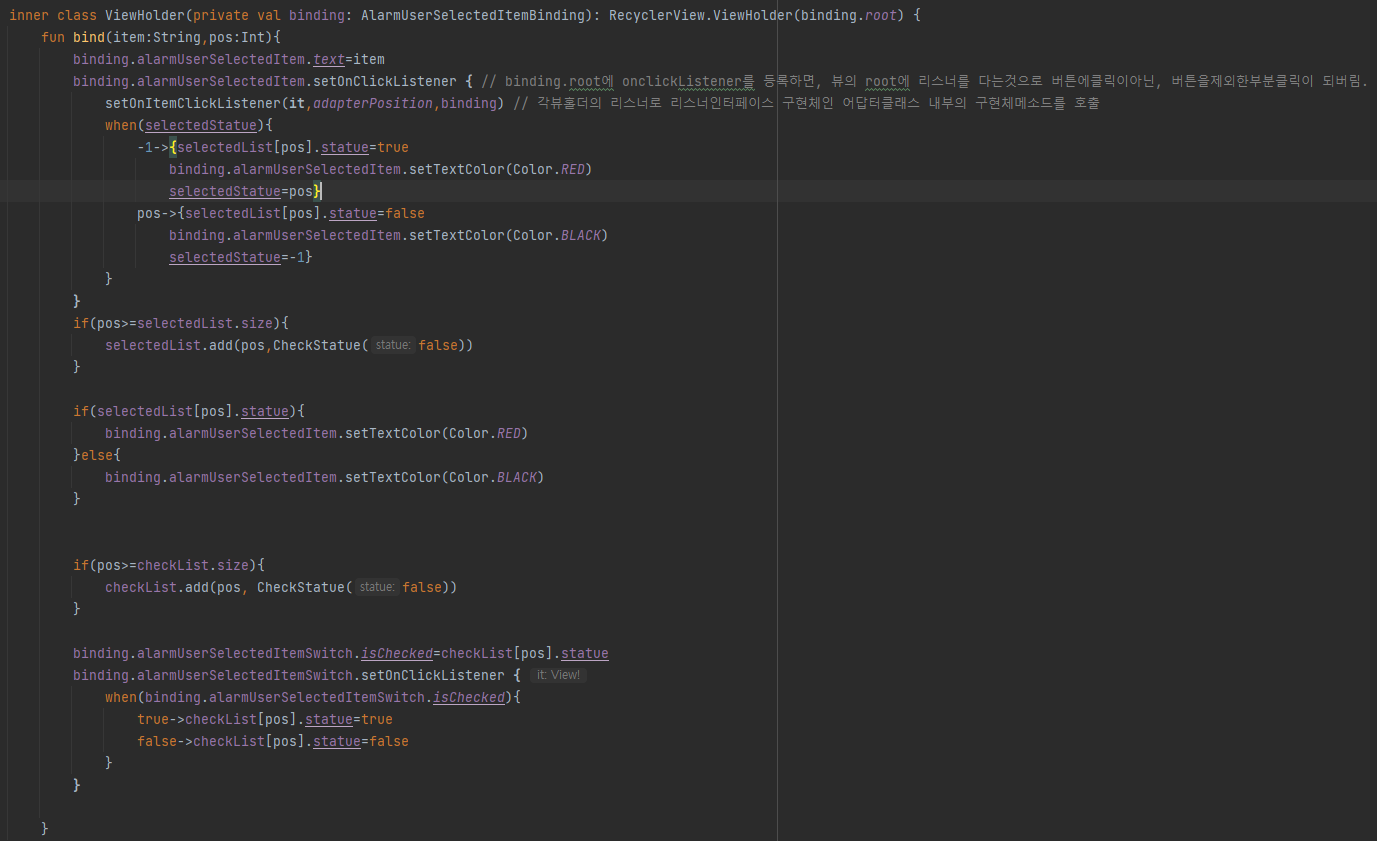 inner class ViewHolder(private val binding: AlarmUserSelectedItemBinding): RecyclerView.ViewHolder(binding.root) {
fun bind(item:String,pos:Int){
binding.alarmUserSelectedItem.text=item
binding.alarmUserSelectedItem.setOnClickListener { // binding.root에 onclickListener를 등록하면, 뷰의 root에 리스너를 다는것으로 버튼에클릭이아닌, 버튼을제외한부분클릭이 되버림.
setOnItemClickListener(it,adapterPosition,binding) // 각뷰홀더의 리스너로 리스너인터페이스 구현체인 어답터클래스 내부의 구현체메소드를 호출
when(selectedStatue){
-1->{selectedList[pos].statue=true
binding.alarmUserSelectedItem.setTextColor(Color.RED)
selectedStatue=pos}
pos->{selectedList[pos].statue=false
binding.alarmUserSelectedItem.setTextColor(Color.BLACK)
selectedStatue=-1}
}
}
if(pos>=selectedList.size){
selectedList.add(pos,CheckStatue( statue: false))
}
if(selectedList[pos].statue){
binding.alarmUserSelectedItem.setTextColor(Color.RED)
}else{
binding.alarmUserSelectedItem.setTextColor(Color.BLACK)
}
if(pos>=checkList.size){
checkList.add(pos, CheckStatue( statue: false))
}
binding.alarmUserSelectedItemSwitch.isChecked=checkList[pos].statue
binding.alarmUserSelectedItemSwitch.setOnClickListener { it: View!
when(binding.alarmUserSelectedItemSwitch.isChecked){
true->checkList[pos].statue=true
false->checkList[pos].statue=false
}
}
}